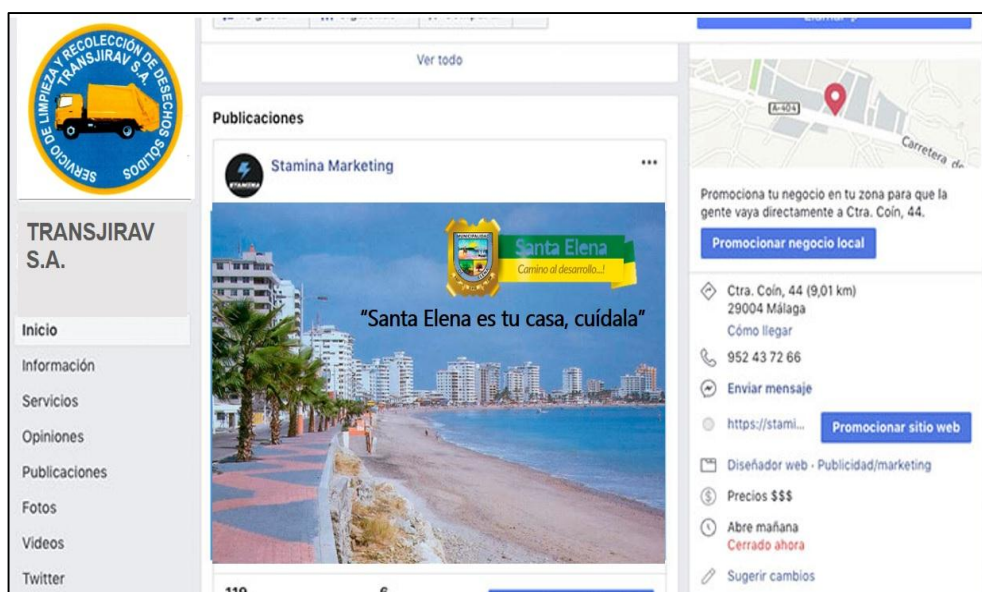 SERVICIO DE LIMPIEZA Y RECOLECCIÓN DE DESECHOS SÓLIDOS
TRANSJIRAV S.A.
TRANSJIRAV
S.A.
Inicio
Información
Servicios
Opiniones
Publicaciones
Fotos
Videos
Twitter
Ver todo
Publicaciones
STAMINA
Stamina Marketing
MUNICIPALIDAD
Santa Elena
Camino al desarrollo...!
"Santa Elena es tu casa, cuídala"
A-404
Carretera de
Promociona tu negocio en tu zona para que la
gente vaya directamente a Ctra. Coín, 44.
Promocionar negocio local
Ctra. Coín, 44 (9,01 km)
29004 Málaga
Cómo llegar
952 43 72 66
Enviar mensaje
https://stami...
Promocionar sitio web
Diseñador web · Publicidad/marketing
Precios $$$
Abre mañana
Cerrado ahora
Sugerir cambios